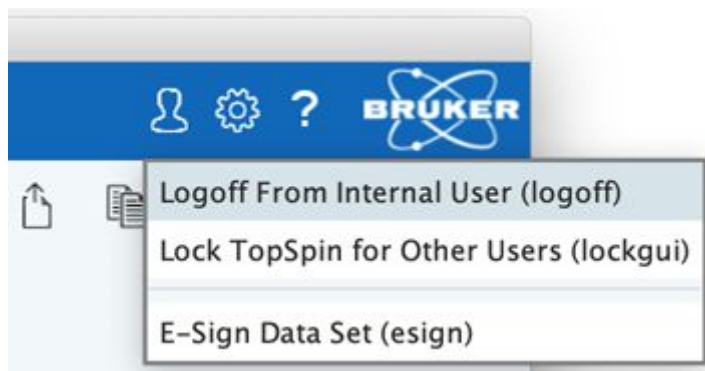 ?
BRUKER
Logoff From Internal User (logoff)
Lock TopSpin for Other Users (lockgui)
E-Sign Data Set (esign)